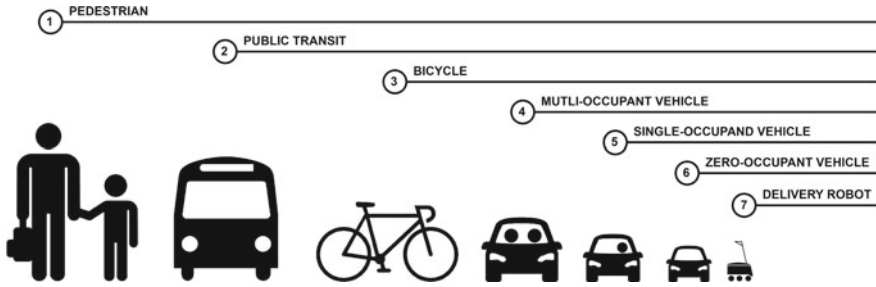 1 PEDESTRIAN
2 PUBLIC TRANSIT
3 BICYCLE
4 MUTLI-OCCUPANT VEHICLE
5 SINGLE-OCCUPAND VEHICLE
6 ZERO-OCCUPANT VEHICLE
7 DELIVERY ROBOT